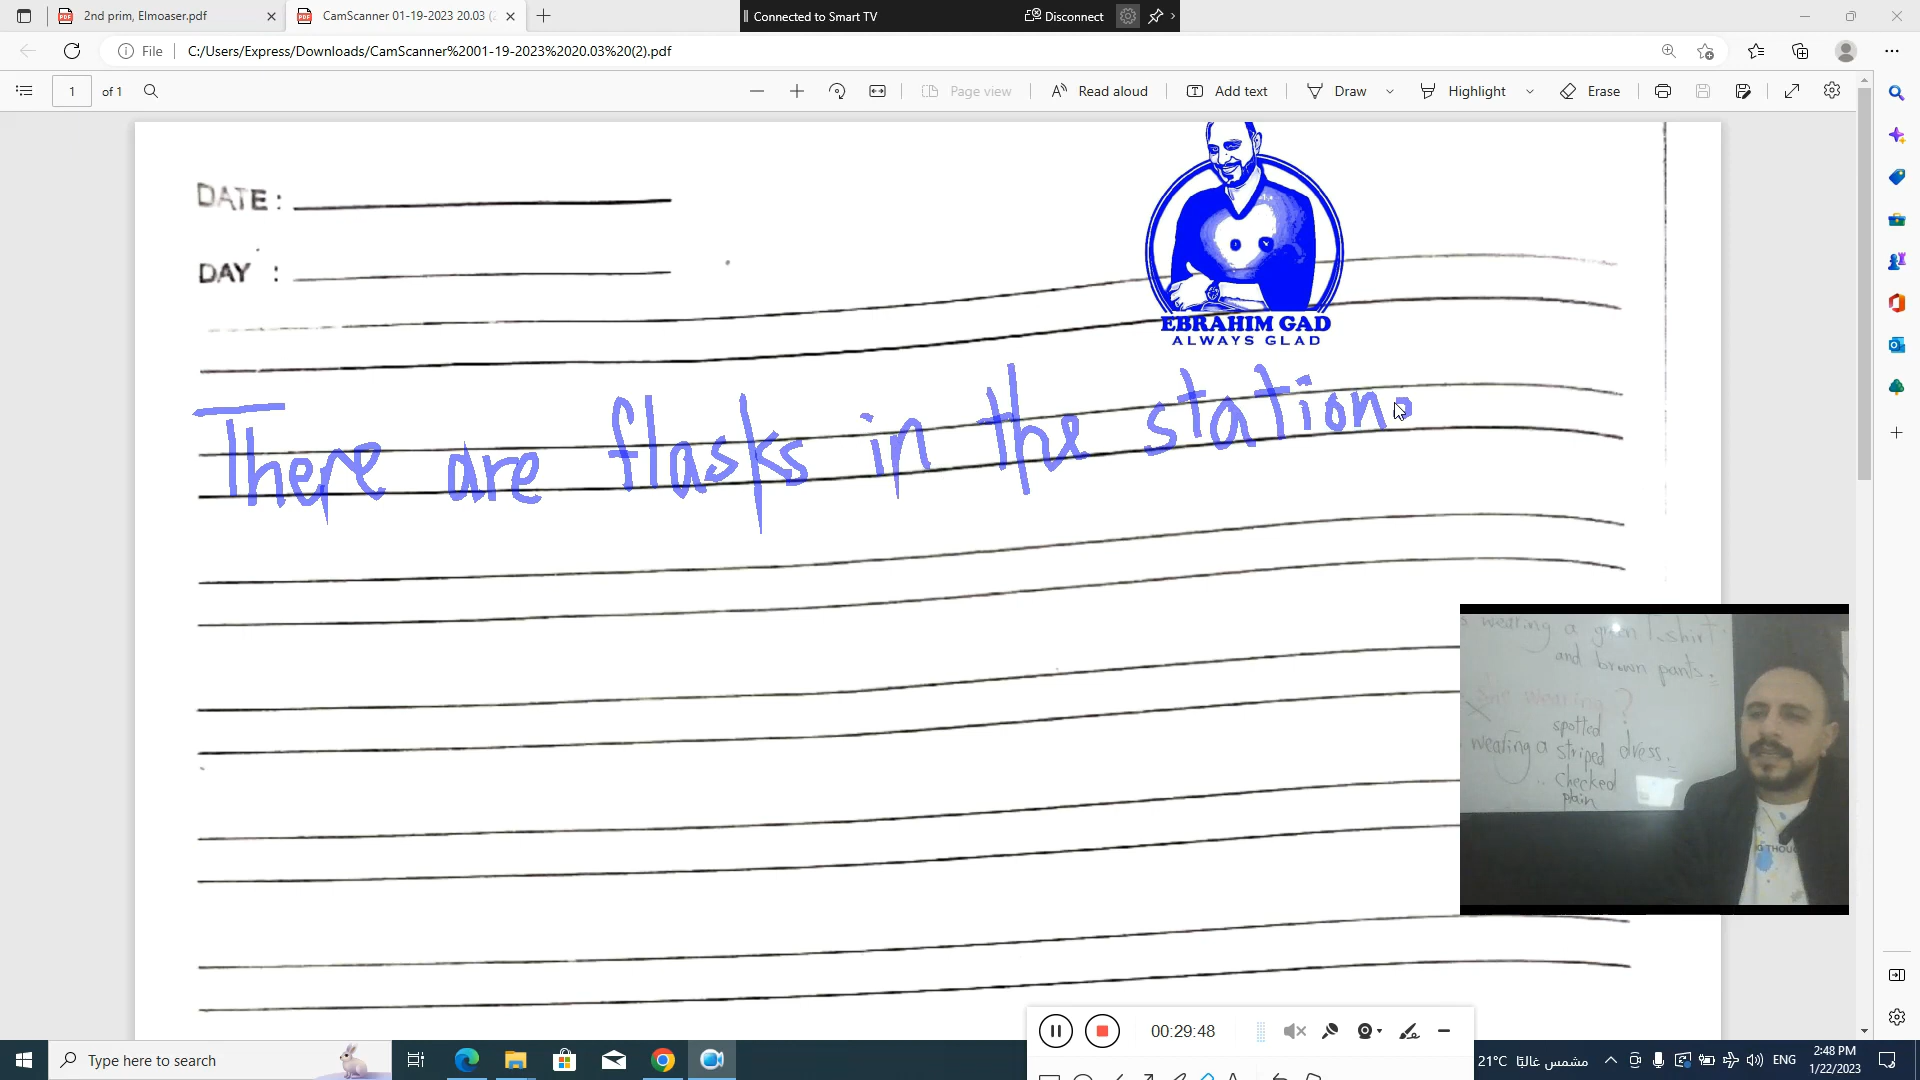 2nd prim, Elmoaser.pdf
CamScanner 01-19-2023 20.03 (
Connected to Smart TV
Disconnect
File
C:/Users/Express/Downloads/CamScanner%2001-19-2023%2020.03%20(2).pdf
1 of 1
Page view
Read aloud
Add text
Draw
Highlight
Erase
DATE :
DAY :
EBRAHIM GAD
ALWAYS GLAD
There are flasks in the station.
s wearing a green T.shirt
and brown pants.
she wearing ?
spotted
wearing a striped dress.
checked
plain
THOU
00:29:48
Type here to search
21°C مشمس غالبًا
ENG
2:48 PM
1/22/2023